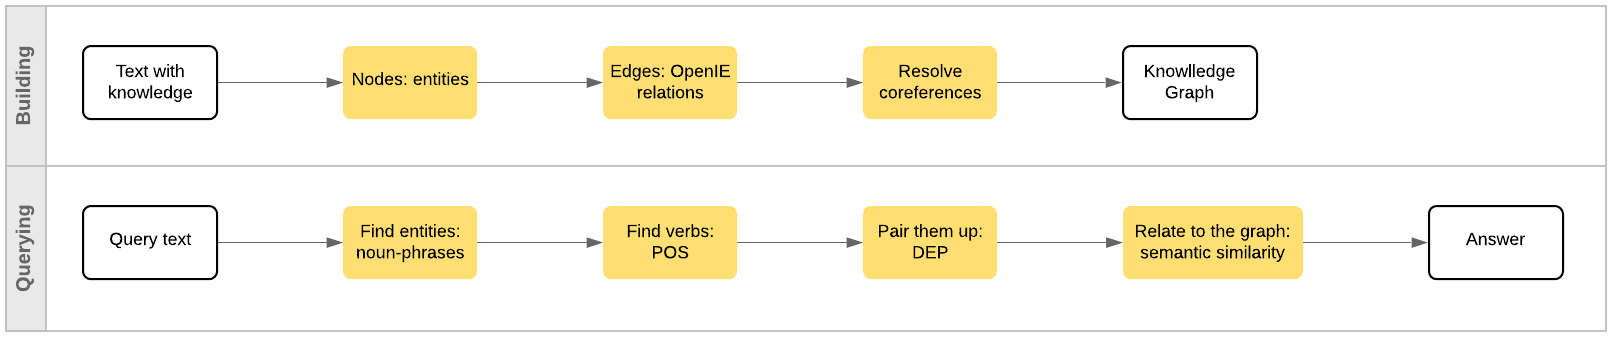 Building
Text with
knowledge
Nodes: entities
Edges: OpenIE
relations
Resolve
coreferences
Knowlledge
Graph
Querying
Query text
Find entities:
noun-phrases
Find verbs:
POS
Pair them up:
DEP
Relate to the graph:
semantic similarity
Answer